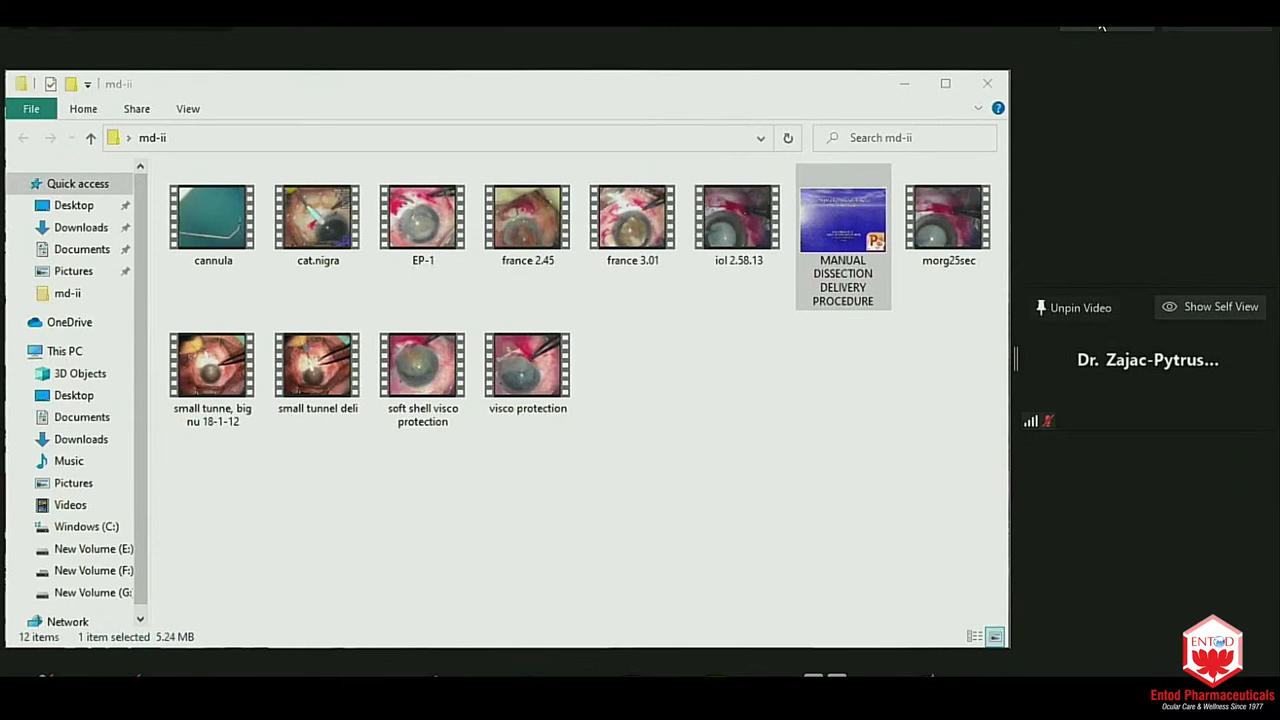 md-ii
File
Home
Share
View
md-ii
Search md-ii
Quick access
Desktop
Downloads
Documents
Pictures
md-ii
OneDrive
This PC
3D Objects
Desktop
Documents
Downloads
Music
Pictures
Videos
Windows (C:)
New Volume (E:)
New Volume (F:)
New Volume (G:
Network
cannula
cat.nigra
EP-1
france 2.45
france 3.01
iol 2.58.13
MANUAL
DISSECTION
DELIVERY
PROCEDURE
morg25sec
small tunne, big
nu 18-1-12
small tunnel deli
soft shell visco
protection
visco protection
12 items
1 item selected 5.24 MB
Unpin Video
Show Self View
Dr. Zajac-Pytrus...
ENTOD
Entod Pharmaceuticals
Ocular Care & Wellness Since 1977